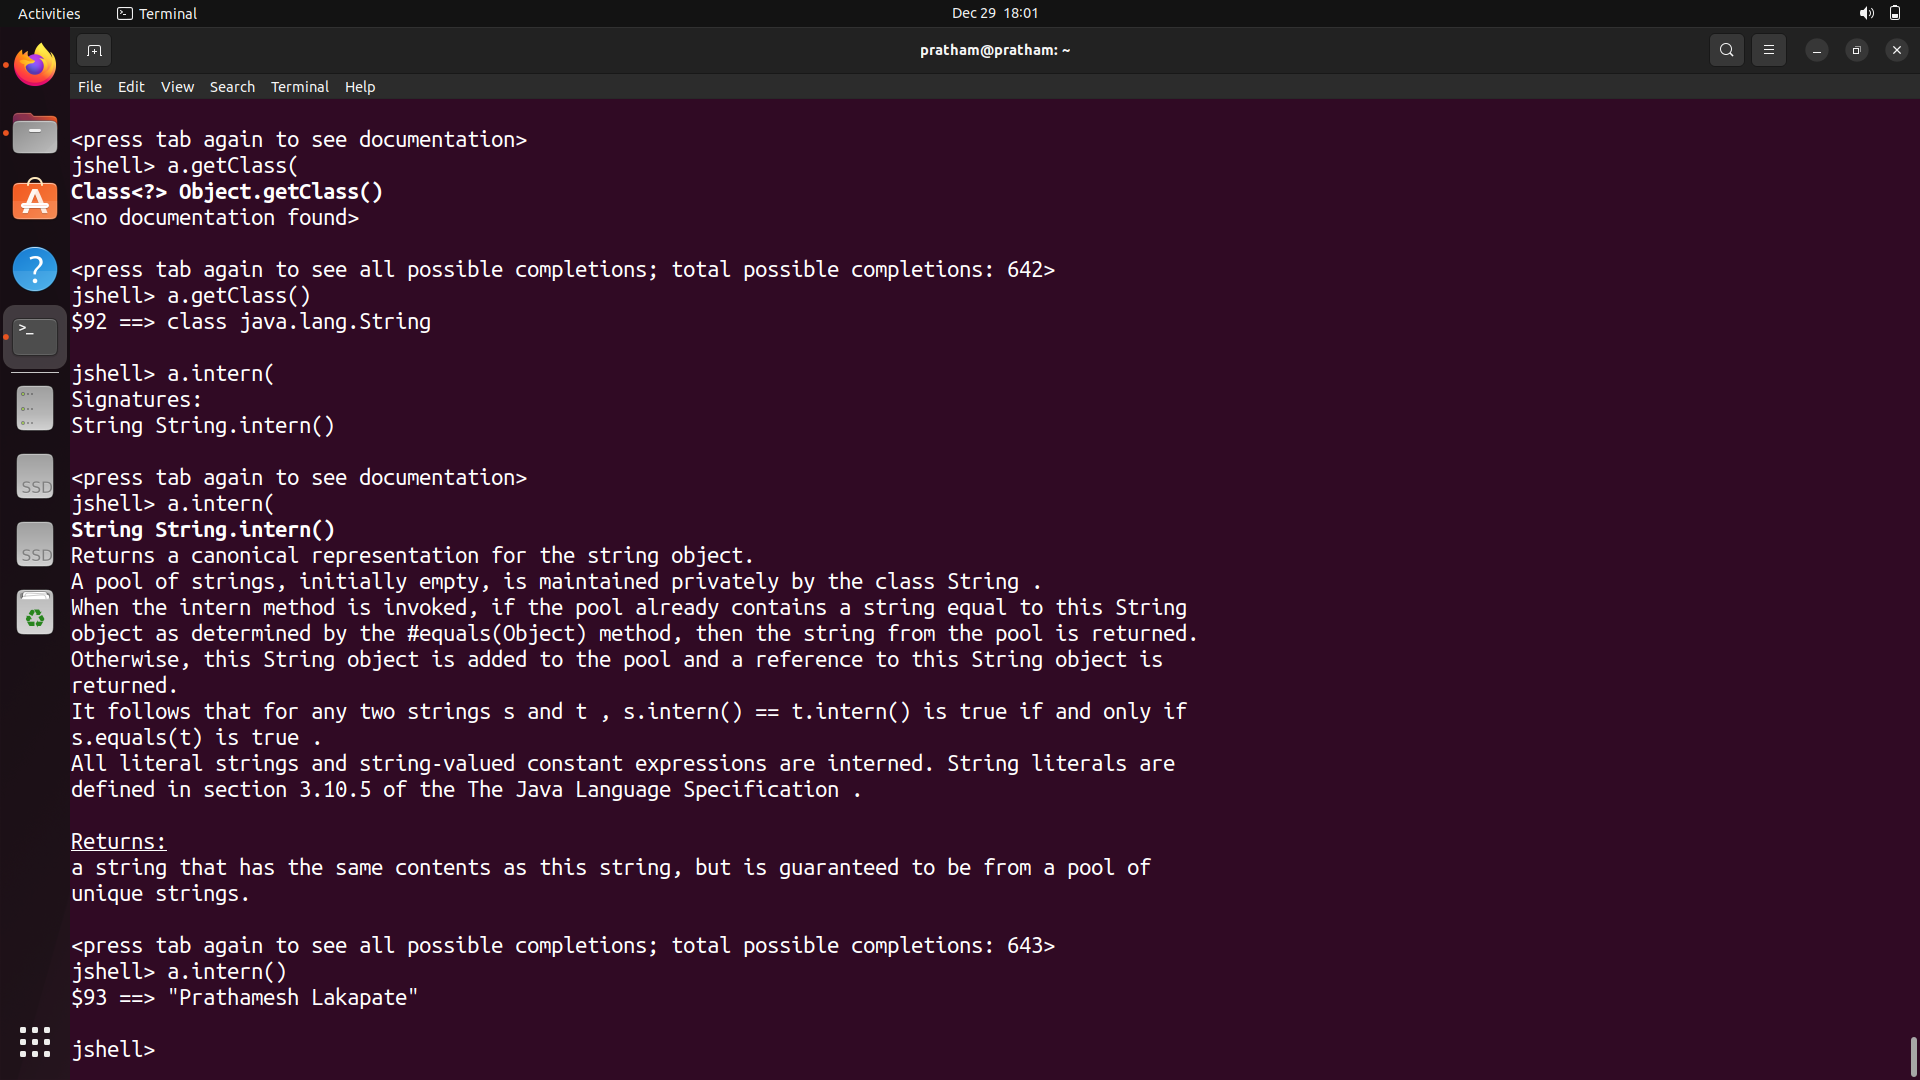 Activities
Terminal
Dec 29 18:01
pratham@pratham: ~
File Edit View Search Terminal Help
<press tab again to see documentation>
jshell> a.getClass(
Class<?> Object.getClass()
<no documentation found>
<press tab again to see all possible completions; total possible completions: 642>
jshell> a.getClass()
$92 ==> class java.lang.String
jshell> a.intern(
Signatures:
String String.intern()
<press tab again to see documentation>
jshell> a.intern(
String String.intern()
Returns a canonical representation for the string object.
A pool of strings, initially empty, is maintained privately by the class String .
When the intern method is invoked, if the pool already contains a string equal to this String
object as determined by the #equals(Object) method, then the string from the pool is returned.
Otherwise, this String object is added to the pool and a reference to this String object is
returned.
It follows that for any two strings s and t , s.intern() == t.intern() is true if and only if
s.equals(t) is true .
All literal strings and string-valued constant expressions are interned. String literals are
defined in section 3.10.5 of the The Java Language Specification .
Returns:
a string that has the same contents as this string, but is guaranteed to be from a pool of
unique strings.
<press tab again to see all possible completions; total possible completions: 643>
jshell> a.intern()
$93 ==> "Prathamesh Lakapate"
jshell>
SSD
SSD